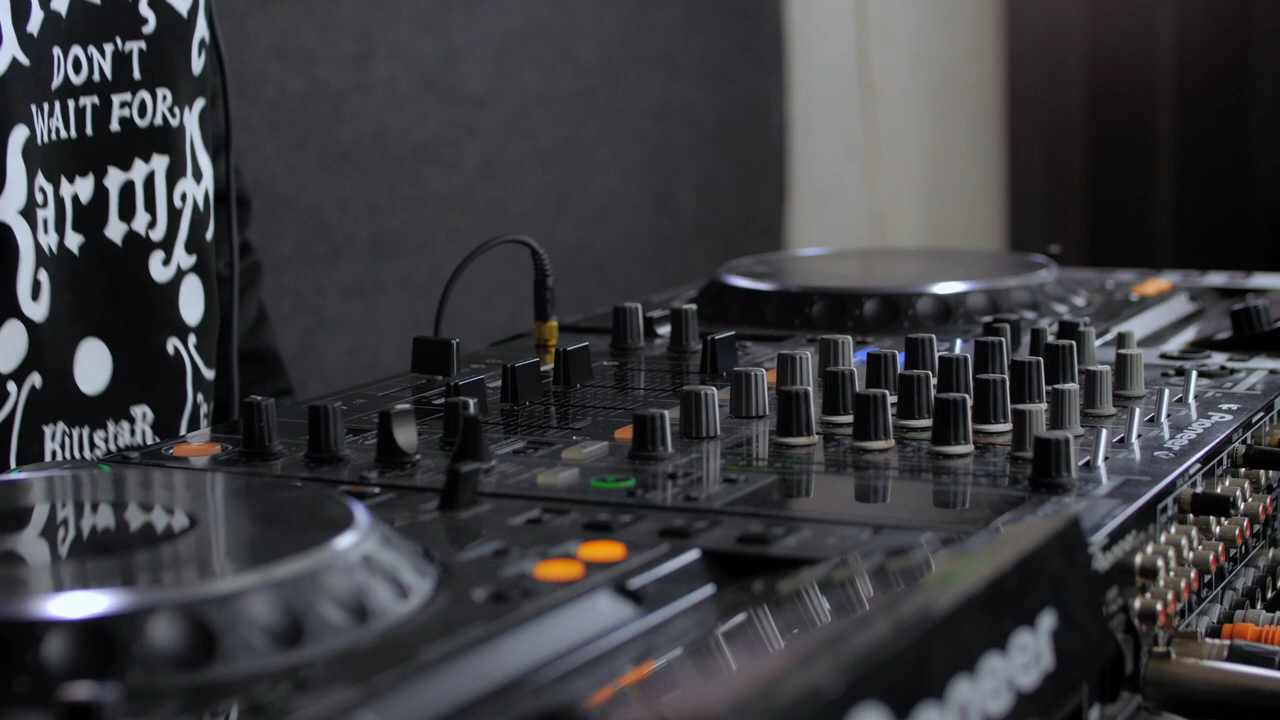 DON'T
WAIT FOR
KarmA
KillstaR
Pioneer
Pioneer